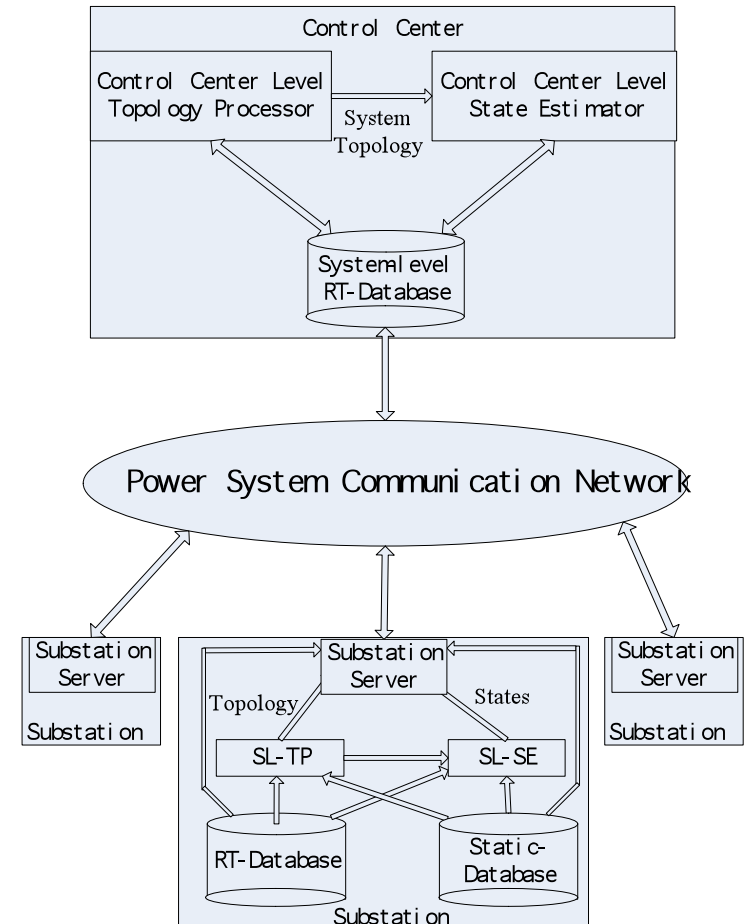 Control Center
Control Center Level
Topology Processor
Control Center Level
State Estimator
System
Topology
System-level
RT-Database
Power System Communication Network
Substation
Server
Substation
Substation
Server
Topology
States
SL-TP
SL-SE
RT-Database
Static-
Database
Substation
Substation
Server
Substation